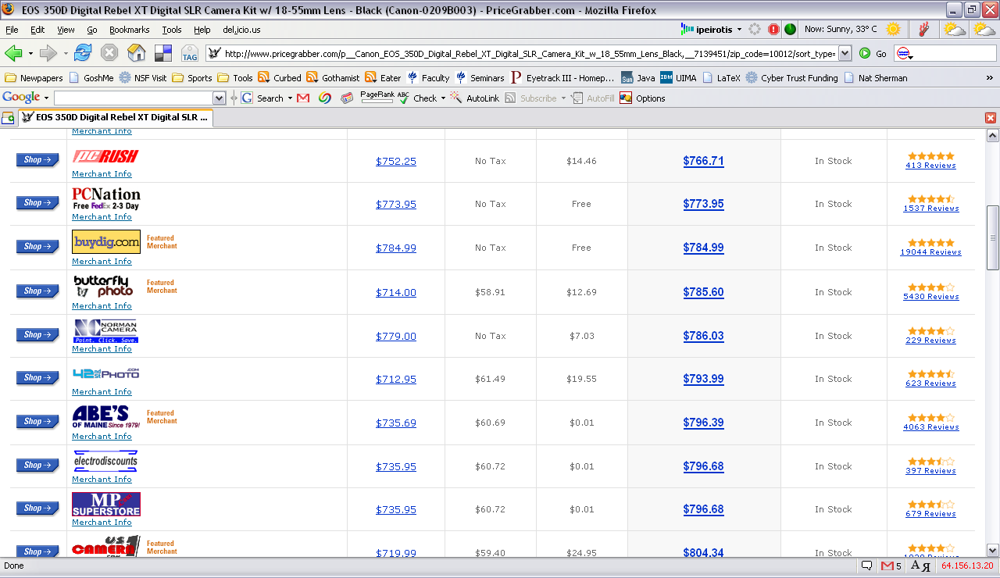 EOS 350D Digital Rebel XT Digital SLR Camera Kit w/ 18-55mm Lens - Black (Canon-0209B003) - PriceGrabber.com - Mozilla Firefox
File Edit View Go Bookmarks Tools Help del.icio.us ipeirotis Now: Sunny, 33° C
TAG http://www.pricegrabber.com/p__Canon_EOS_350D_Digital_Rebel_XT_Digital_SLR_Camera_Kit_w_18_55mm_Lens_Black,__7139451/zip_code=10012/sort_type= Go
Newspapers GoshMe NSF Visit Sports Tools Curbed Gothamist Eater Faculty Seminars P Eyetrack III - Homep... Sun Java IBM UIMA LaTeX Cyber Trust Funding Nat Sherman »
Google G Search PageRank ABC Check AutoLink Subscribe AutoFill Options
EOS 350D Digital Rebel XT Digital SLR ...
Merchant Info
Shop PCRUSH $752.25 No Tax $14.46 $766.71 In Stock 413 Reviews
Merchant Info
Shop PCNation $773.95 No Tax Free $773.95 In Stock 1537 Reviews
Free FedEx 2-3 Day
Merchant Info
Shop buydig.com Featured Merchant $784.99 No Tax Free $784.99 In Stock 19044 Reviews
Merchant Info
Shop butterfly photo Featured Merchant $714.00 $58.91 $12.69 $785.60 In Stock 5430 Reviews
Merchant Info
Shop NORMAN CAMERA $779.00 No Tax $7.03 $786.03 In Stock 229 Reviews
Point. Click. Save.
Merchant Info
Shop 42 PHOTO .COM $712.95 $61.49 $19.55 $793.99 In Stock 623 Reviews
Merchant Info
Shop ABE'S OF MAINE Since 1979! Featured Merchant $735.69 $60.69 $0.01 $796.39 In Stock 4063 Reviews
Merchant Info
Shop electrodiscounts $735.95 $60.72 $0.01 $796.68 In Stock 397 Reviews
Merchant Info
Shop MP SUPERSTORE $735.95 $60.72 $0.01 $796.68 In Stock 679 Reviews
Merchant Info
Shop US CAMERA 1 Featured Merchant $719.99 $59.40 $24.95 $804.34 In Stock
Done 5 AЯ 64.156.13.20